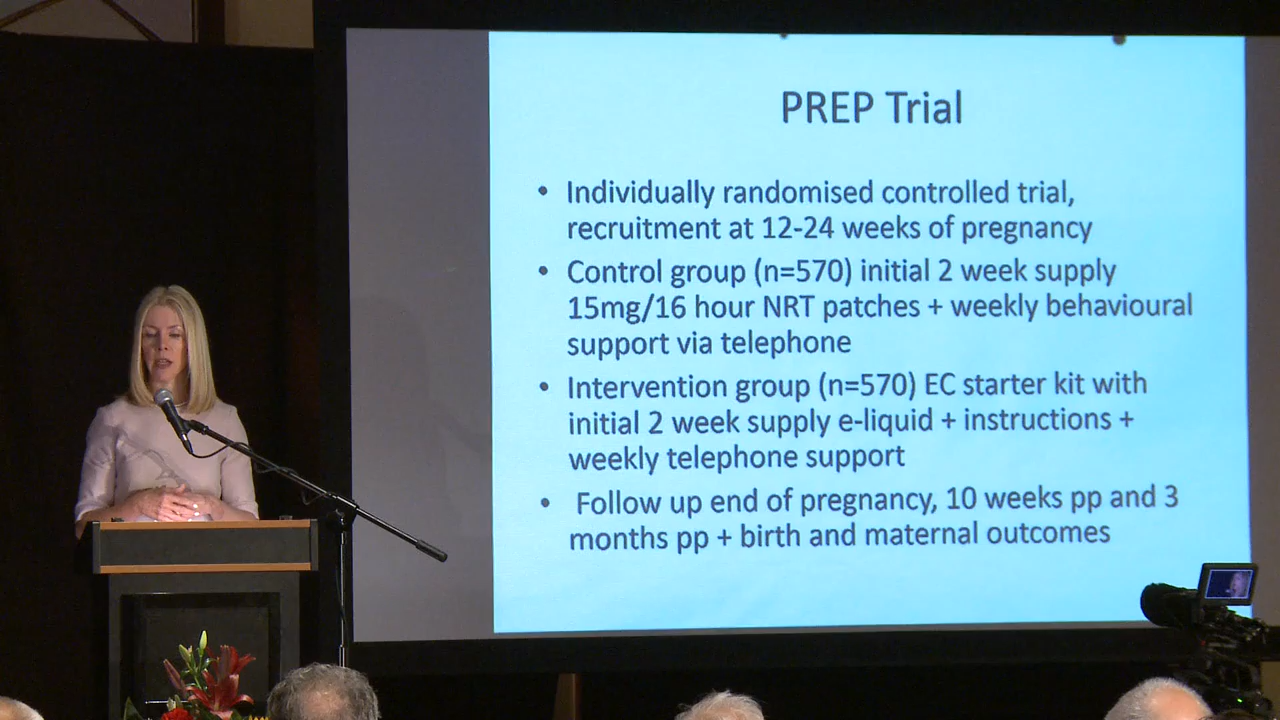 PREP Trial
• Individually randomised controlled trial,
recruitment at 12-24 weeks of pregnancy
• Control group (n=570) initial 2 week supply
15mg/16 hour NRT patches + weekly behavioural
support via telephone
• Intervention group (n=570) EC starter kit with
initial 2 week supply e-liquid + instructions +
weekly telephone support
• Follow up end of pregnancy, 10 weeks pp and 3
months pp + birth and maternal outcomes